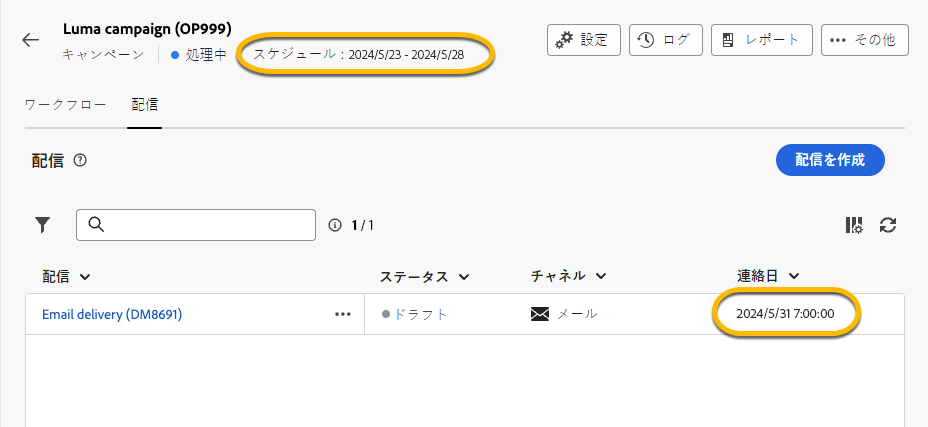 Luma campaign (OP999)
キャンペーン 処理中 スケジュール : 2024/5/23 - 2024/5/28
設定 ログ レポート その他
ワークフロー 配信
配信
配信を作成
1 / 1
配信 ステータス チャネル 連絡日
Email delivery (DM8691) ドラフト メール 2024/5/31 7:00:00